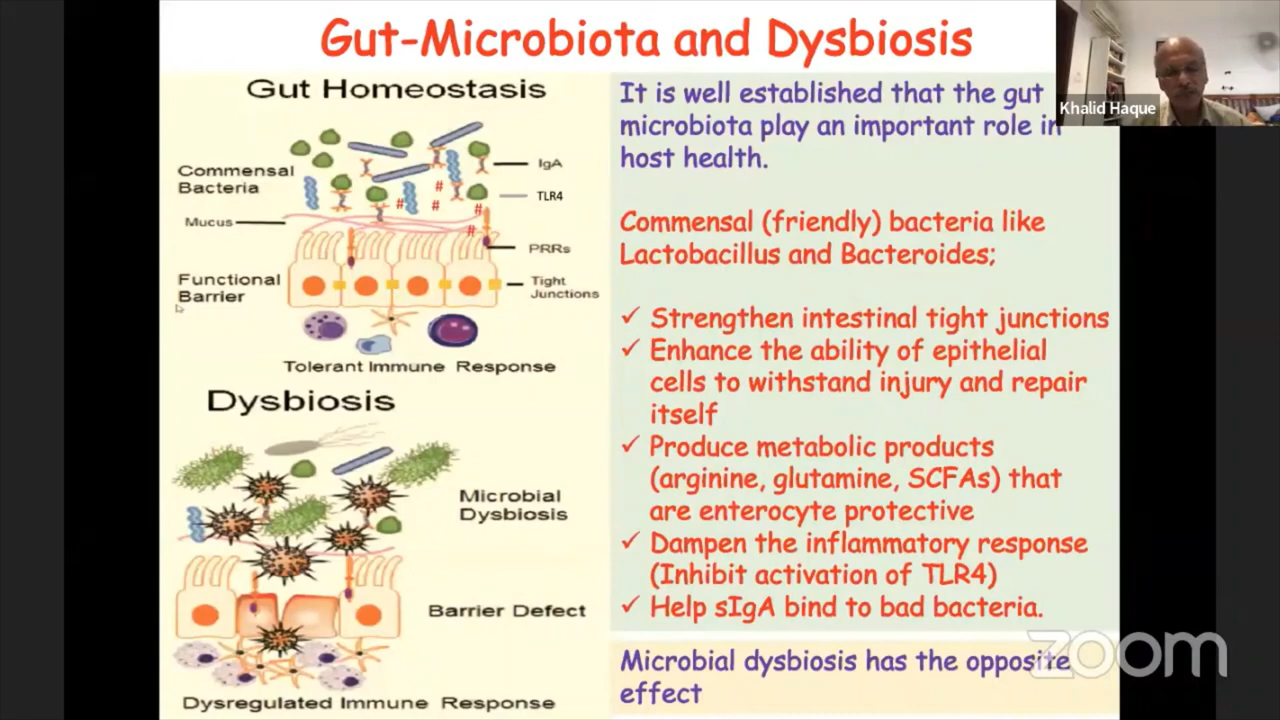 Gut-Microbiota and Dysbiosis
Khalid Haque
Gut Homeostasis
Commensal
Bacteria
IgA
TLR4
Mucus
PRRs
Functional
Barrier
Tight
Junctions
Tolerant Immune Response
#
#
#
#
#
Dysbiosis
Microbial
Dysbiosis
Barrier Defect
Dysregulated Immune Response
It is well established that the gut
microbiota play an important role in
host health.
Commensal (friendly) bacteria like
Lactobacillus and Bacteroides;
✓ Strengthen intestinal tight junctions
✓ Enhance the ability of epithelial
cells to withstand injury and repair
itself
✓ Produce metabolic products
(arginine, glutamine, SCFAs) that
are enterocyte protective
✓ Dampen the inflammatory response
(Inhibit activation of TLR4)
✓ Help sIgA bind to bad bacteria.
Microbial dysbiosis has the opposite
effect
zoom